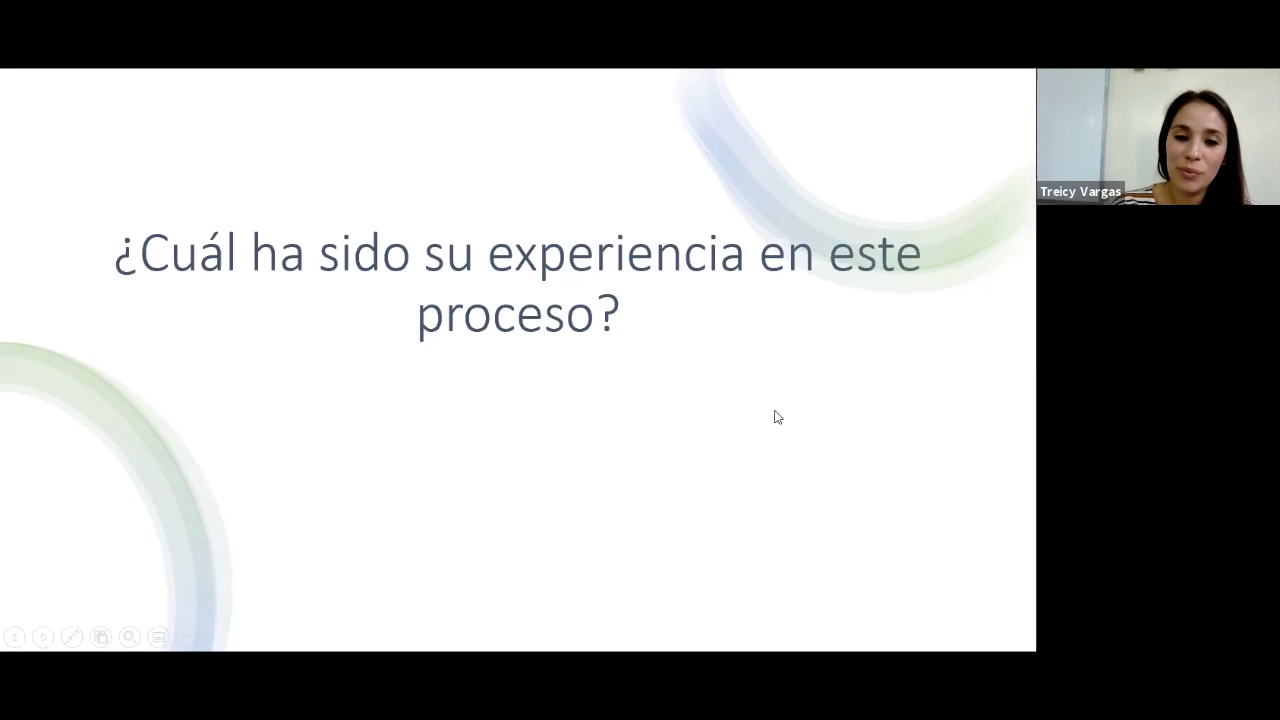 ¿Cuál ha sido su experiencia en este
proceso?
Treicy Vargas